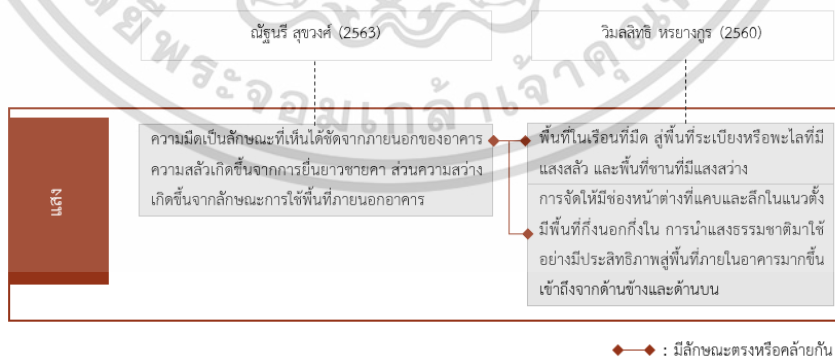 ณัฐนรี สุขวงศ์ (2563)
วิมลสิทธิ หรยางกูร (2560)
พระจอมเกล้าเจ้าคุณ
แสง
ความมืดเป็นลักษณะที่เห็นได้ชัดจากภายนอกของอาคาร
ความสลัวเกิดขึ้นจากการยื่นยาวชายคา ส่วนความสว่าง
เกิดขึ้นจากลักษณะการใช้พื้นที่ภายนอกอาคาร
พื้นที่ในเรือนที่มืด สู่พื้นที่ระเบียงหรือพะไลที่มี
แสงสลัว และพื้นที่ชานที่มีแสงสว่าง
การจัดให้มีช่องหน้าต่างที่แคบและลึกในแนวตั้ง
มีพื้นที่กึ่งนอกกึ่งใน การนำแสงธรรมชาติมาใช้
อย่างมีประสิทธิภาพสู่พื้นที่ภายในอาคารมากขึ้น
เข้าถึงจากด้านข้างและด้านบน
: มีลักษณะตรงหรือคล้ายกัน